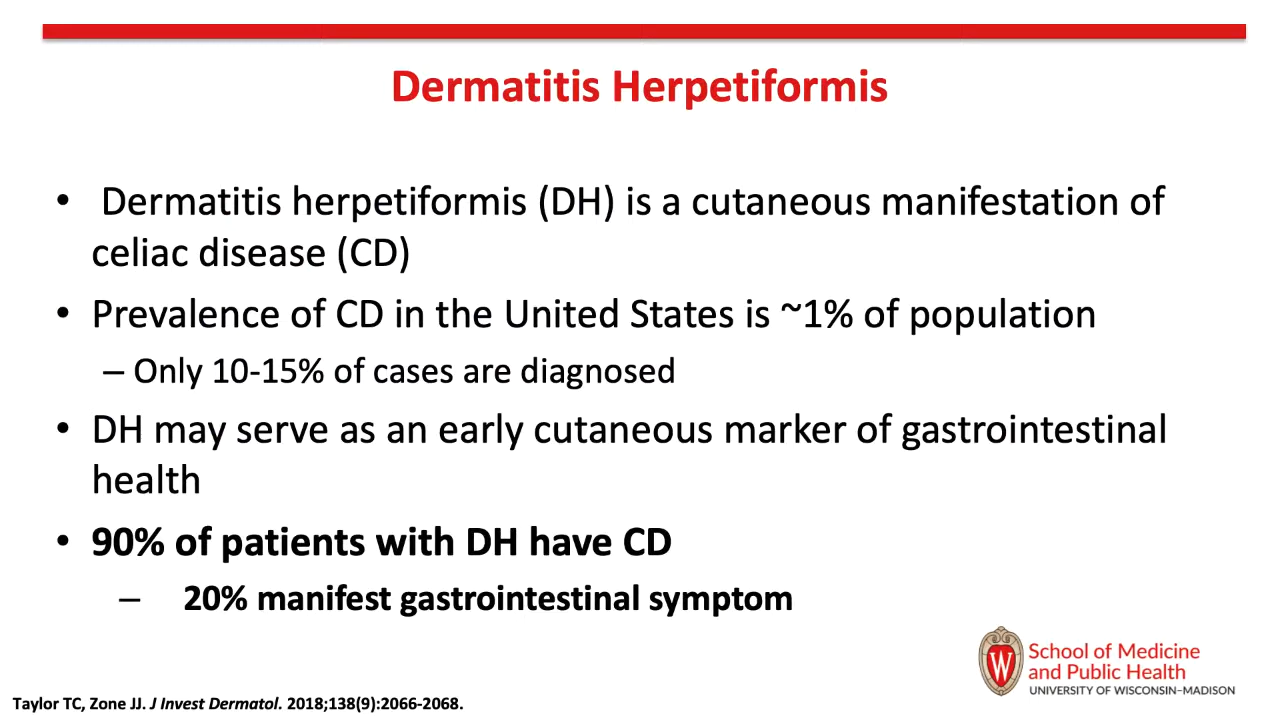 Dermatitis Herpetiformis
• Dermatitis herpetiformis (DH) is a cutaneous manifestation of
celiac disease (CD)
• Prevalence of CD in the United States is ~1% of population
– Only 10-15% of cases are diagnosed
• DH may serve as an early cutaneous marker of gastrointestinal
health
• 90% of patients with DH have CD
– 20% manifest gastrointestinal symptom
W
School of Medicine
and Public Health
UNIVERSITY OF WISCONSIN–MADISON
Taylor TC, Zone JJ. J Invest Dermatol. 2018;138(9):2066-2068.